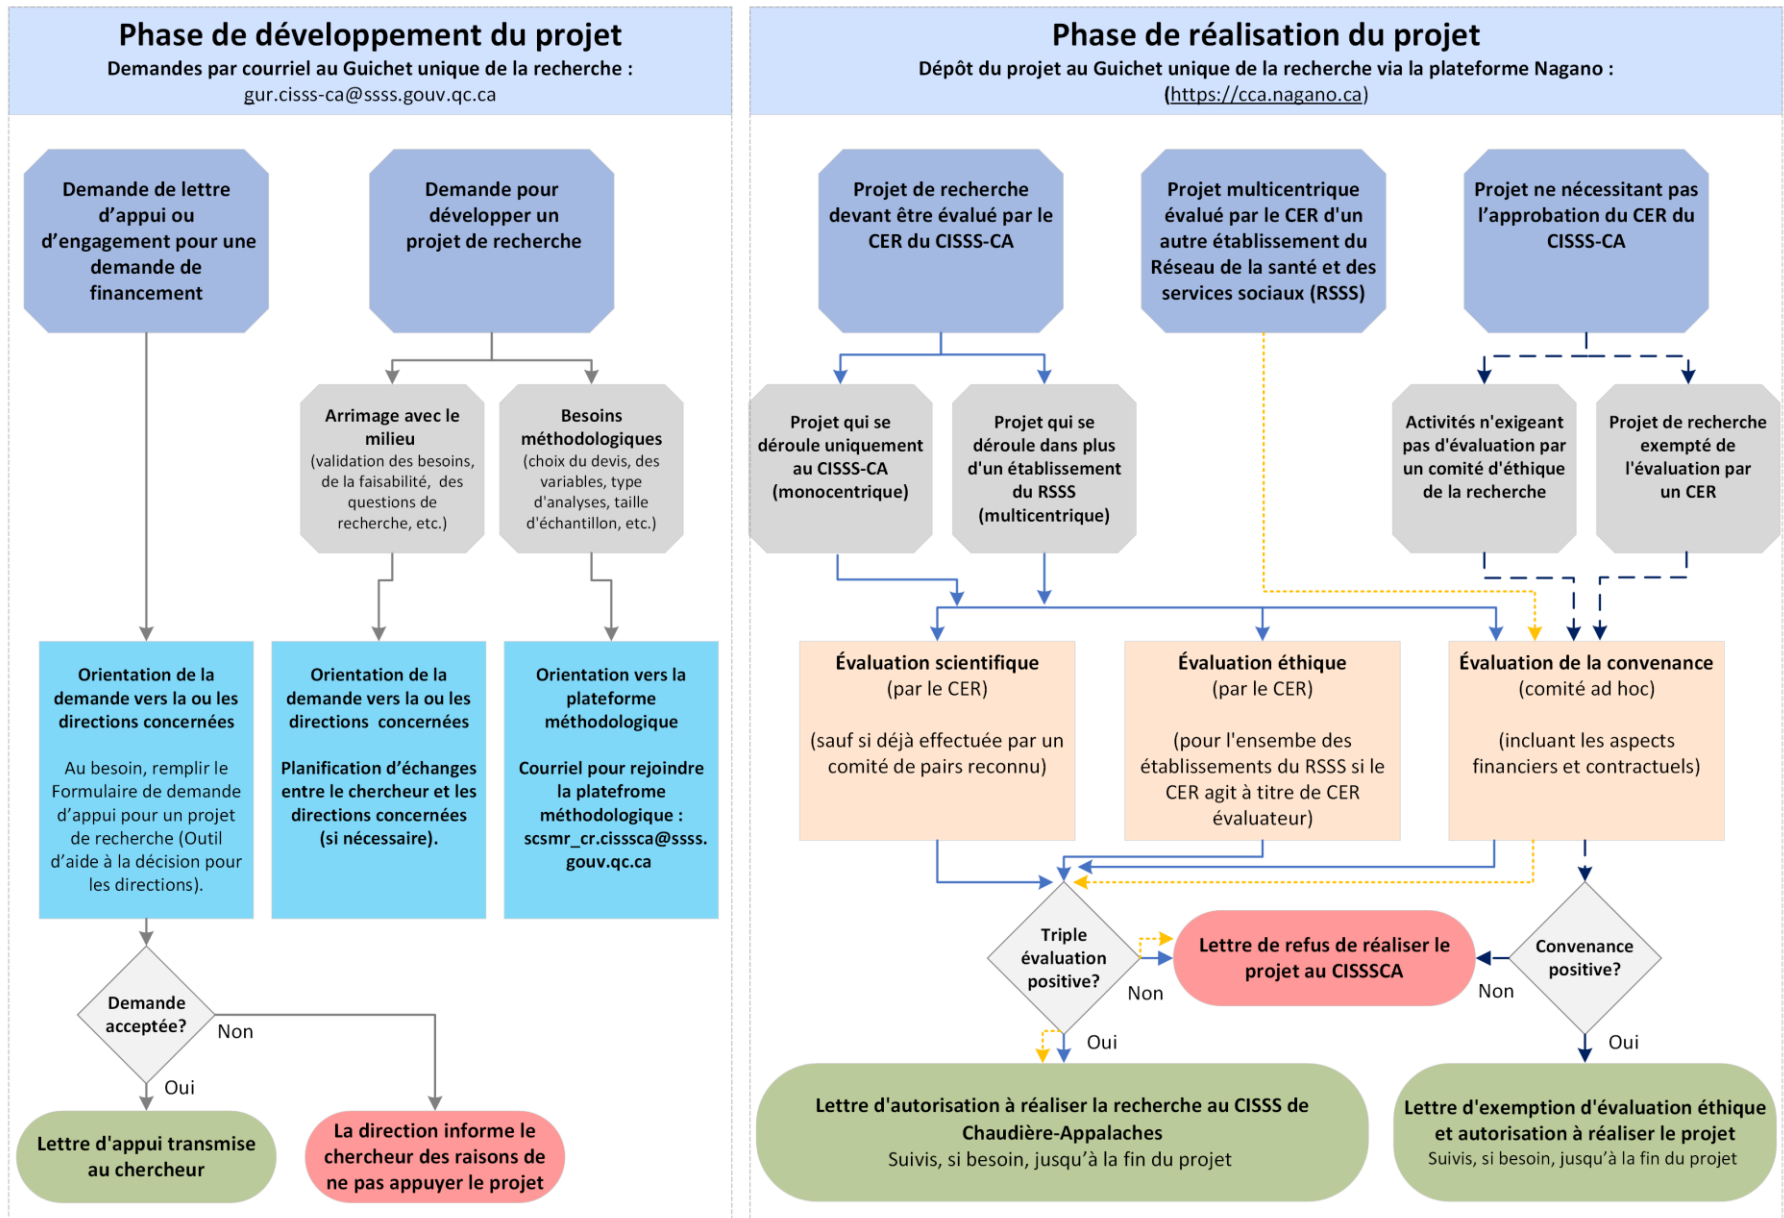 Phase de développement du projet
Demandes par courriel au Guichet unique de la recherche :
gur.cisss-ca@ssss.gouv.qc.ca
Demande de lettre
d’appui ou
d’engagement pour une
demande de
financement
Demande pour
développer un
projet de recherche
Arrimage avec le
milieu
(validation des besoins,
de la faisabilité, des
questions de
recherche, etc.)
Besoins
méthodologiques
(choix du devis, des
variables, type
d'analyses, taille
d'échantillon, etc.)
Orientation de la
demande vers la ou les
directions concernées
Au besoin, remplir le
Formulaire de demande
d’appui pour un projet
de recherche (Outil
d’aide à la décision pour
les directions).
Orientation de la
demande vers la ou les
directions concernées
Planification d’échanges
entre le chercheur et les
directions concernées
(si nécessaire).
Orientation vers la
plateforme
méthodologique
Courriel pour rejoindre
la platefrome
méthodologique :
scsmr_cr.cisssca@ssss.
gouv.qc.ca
Demande
acceptée?
Non
Oui
Lettre d'appui transmise
au chercheur
La direction informe le
chercheur des raisons de
ne pas appuyer le projet
Phase de réalisation du projet
Dépôt du projet au Guichet unique de la recherche via la plateforme Nagano :
(https://cca.nagano.ca)
Projet de recherche
devant être évalué par le
CER du CISSS-CA
Projet multicentrique
évalué par le CER d'un
autre établissement du
Réseau de la santé et des
services sociaux (RSSS)
Projet ne nécessitant pas
l’approbation du CER du
CISSS-CA
Projet qui se
déroule uniquement
au CISSS-CA
(monocentrique)
Projet qui se
déroule dans plus
d'un établissement
du RSSS
(multicentrique)
Activités n'exigeant
pas d'évaluation par
un comité d'éthique
de la recherche
Projet de recherche
exempté de
l'évaluation par
un CER
Évaluation scientifique
(par le CER)
(sauf si déjà effectuée par un
comité de pairs reconnu)
Évaluation éthique
(par le CER)
(pour l'ensembe des
établissements du RSSS si le
CER agit à titre de CER
évaluateur)
Évaluation de la convenance
(comité ad hoc)
(incluant les aspects
financiers et contractuels)
Triple
évaluation
positive?
Non
Oui
Lettre de refus de réaliser le
projet au CISSSCA
Convenance
positive?
Non
Oui
Lettre d'autorisation à réaliser la recherche au CISSS de
Chaudière-Appalaches
Suivis, si besoin, jusqu’à la fin du projet
Lettre d'exemption d'évaluation éthique
et autorisation à réaliser le projet
Suivis, si besoin, jusqu’à la fin du projet